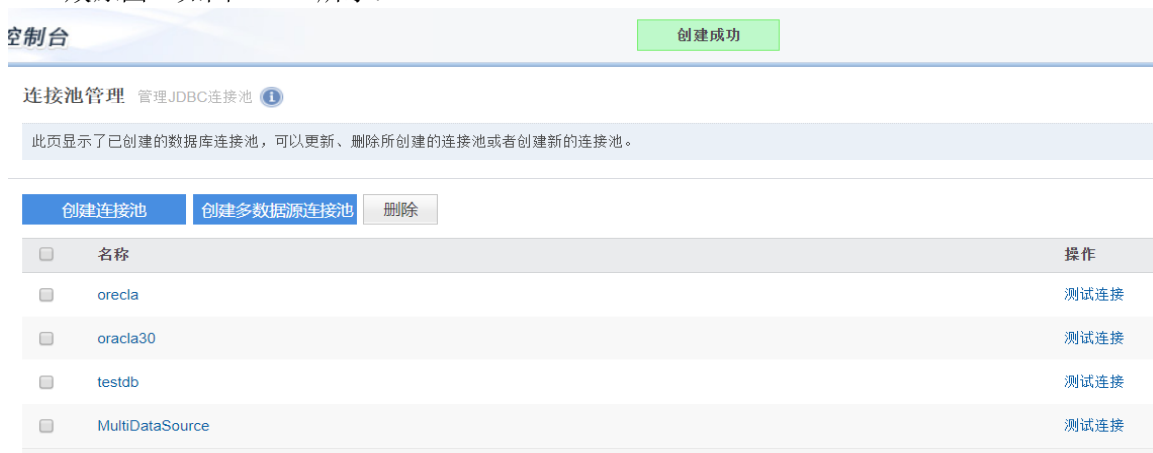 控制台
创建成功
连接池管理 管理JDBC连接池
此页显示了已创建的数据库连接池，可以更新、删除所创建的连接池或者创建新的连接池。
创建连接池 创建多数据源连接池 删除
名称 操作
orecla 测试连接
oracla30 测试连接
testdb 测试连接
MultiDataSource 测试连接